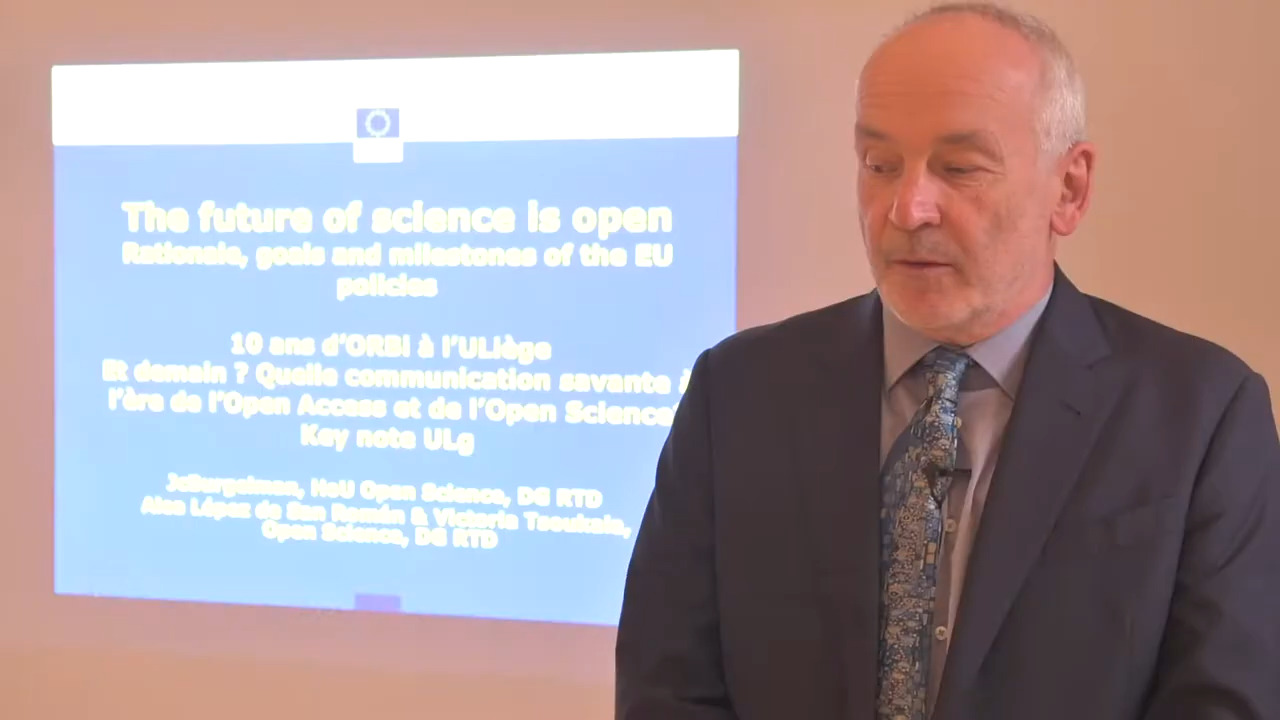 The future of science is open
Rationale, goals and milestones of the EU
policies
10 ans d'ORBi à l'ULiège
Et demain ? Quelle communication savante à
l'ère de l'Open Access et de l'Open Science
Key note ULg
JcBurgelman, HoU Open Science, DG RTD
Alea López de San Román & Victoria Tsoukala,
Open Science, DG RTD